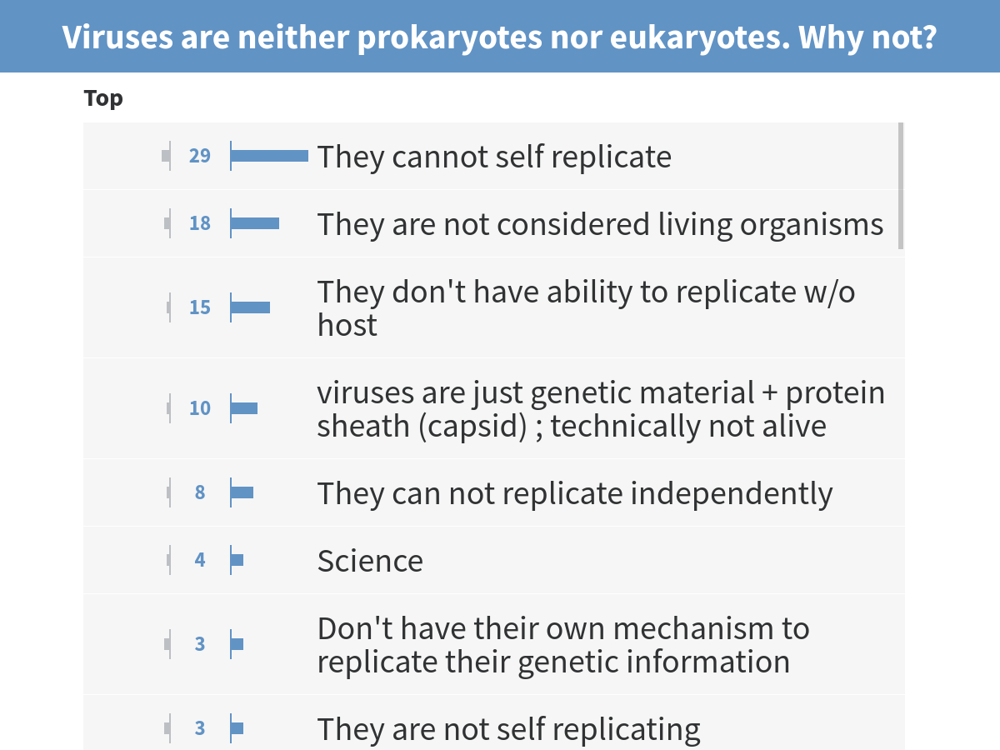 Viruses are neither prokaryotes nor eukaryotes. Why not?
Top
29 They cannot self replicate
18 They are not considered living organisms
15 They don't have ability to replicate w/o
host
10 viruses are just genetic material + protein
sheath (capsid) ; technically not alive
8 They can not replicate independently
4 Science
3 Don't have their own mechanism to
replicate their genetic information
3 They are not self replicating